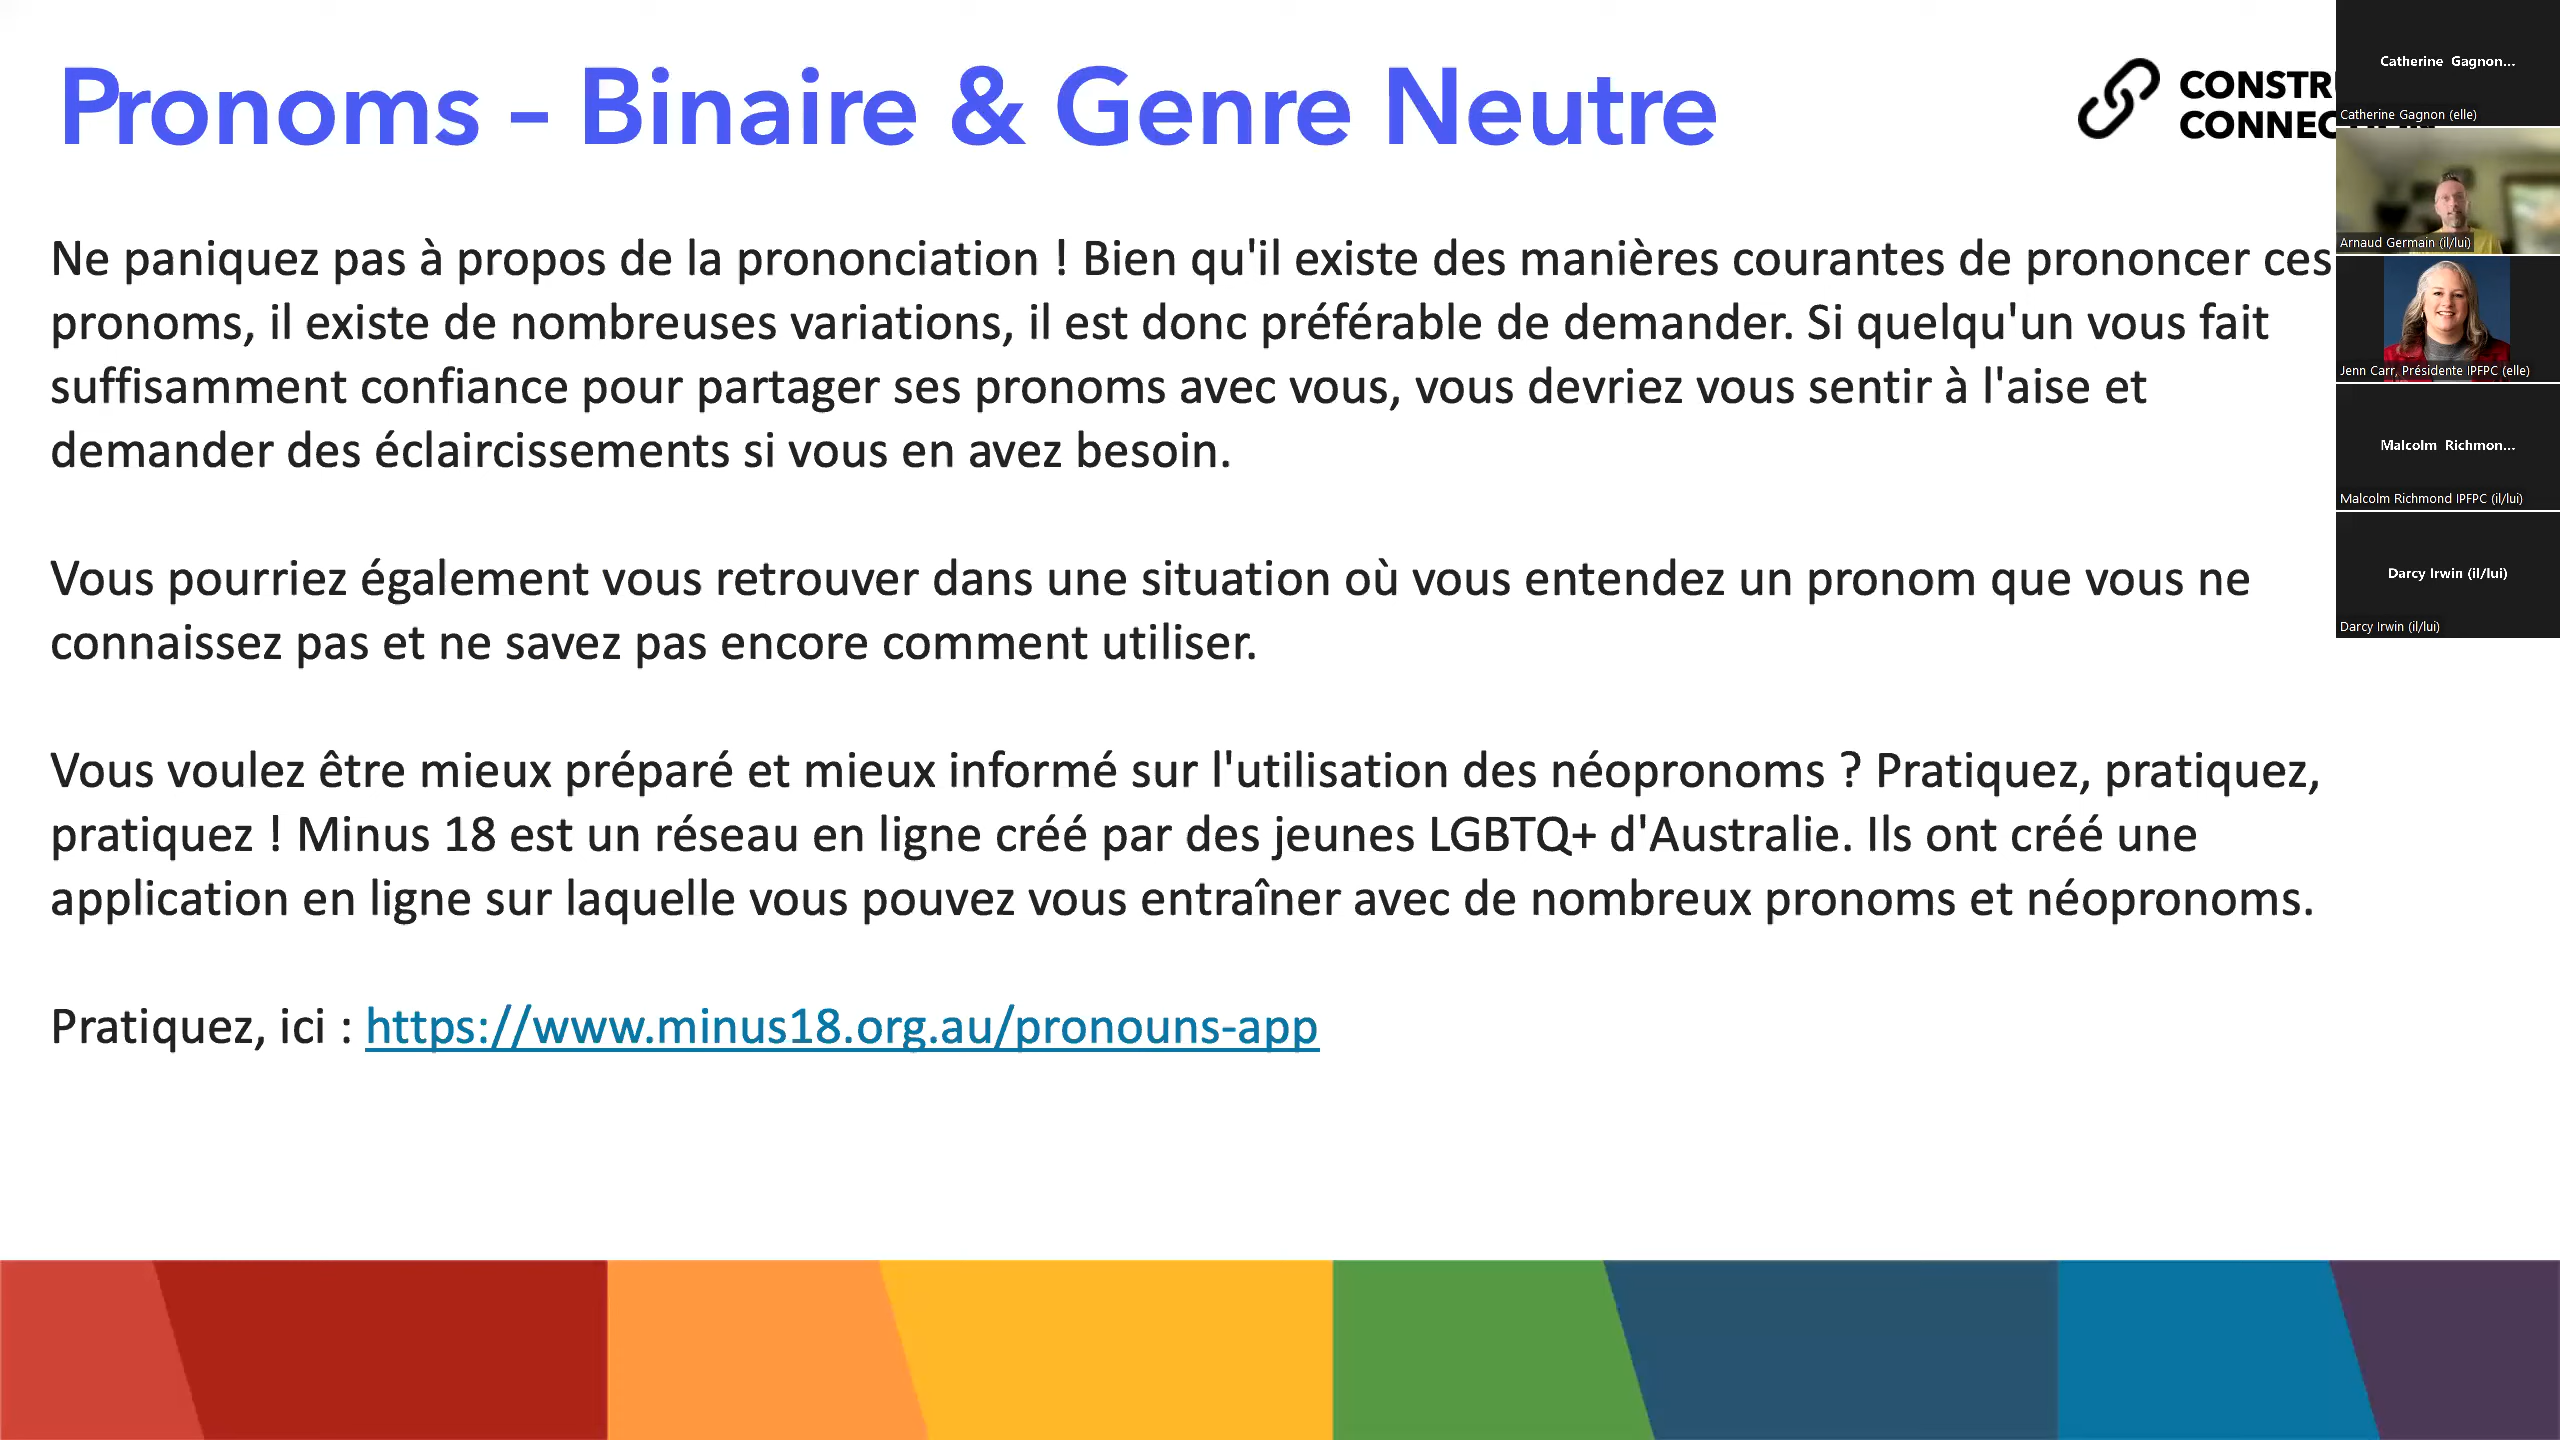 Pronoms – Binaire & Genre Neutre
CONSTR
CONNEC
Ne paniquez pas à propos de la prononciation ! Bien qu'il existe des manières courantes de prononcer ces
pronoms, il existe de nombreuses variations, il est donc préférable de demander. Si quelqu'un vous fait
suffisamment confiance pour partager ses pronoms avec vous, vous devriez vous sentir à l'aise et
demander des éclaircissements si vous en avez besoin.
Vous pourriez également vous retrouver dans une situation où vous entendez un pronom que vous ne
connaissez pas et ne savez pas encore comment utiliser.
Vous voulez être mieux préparé et mieux informé sur l'utilisation des néopronoms ? Pratiquez, pratiquez,
pratiquez ! Minus 18 est un réseau en ligne créé par des jeunes LGBTQ+ d'Australie. Ils ont créé une
application en ligne sur laquelle vous pouvez vous entraîner avec de nombreux pronoms et néopronoms.
Pratiquez, ici : https://www.minus18.org.au/pronouns-app
Catherine Gagnon...
Catherine Gagnon (elle)
Arnaud Germain (il/lui)
Jenn Carr, Présidente IPFPC (elle)
Malcolm Richmon...
Malcolm Richmond IPFPC (il/lui)
Darcy Irwin (il/lui)
Darcy Irwin (il/lui)